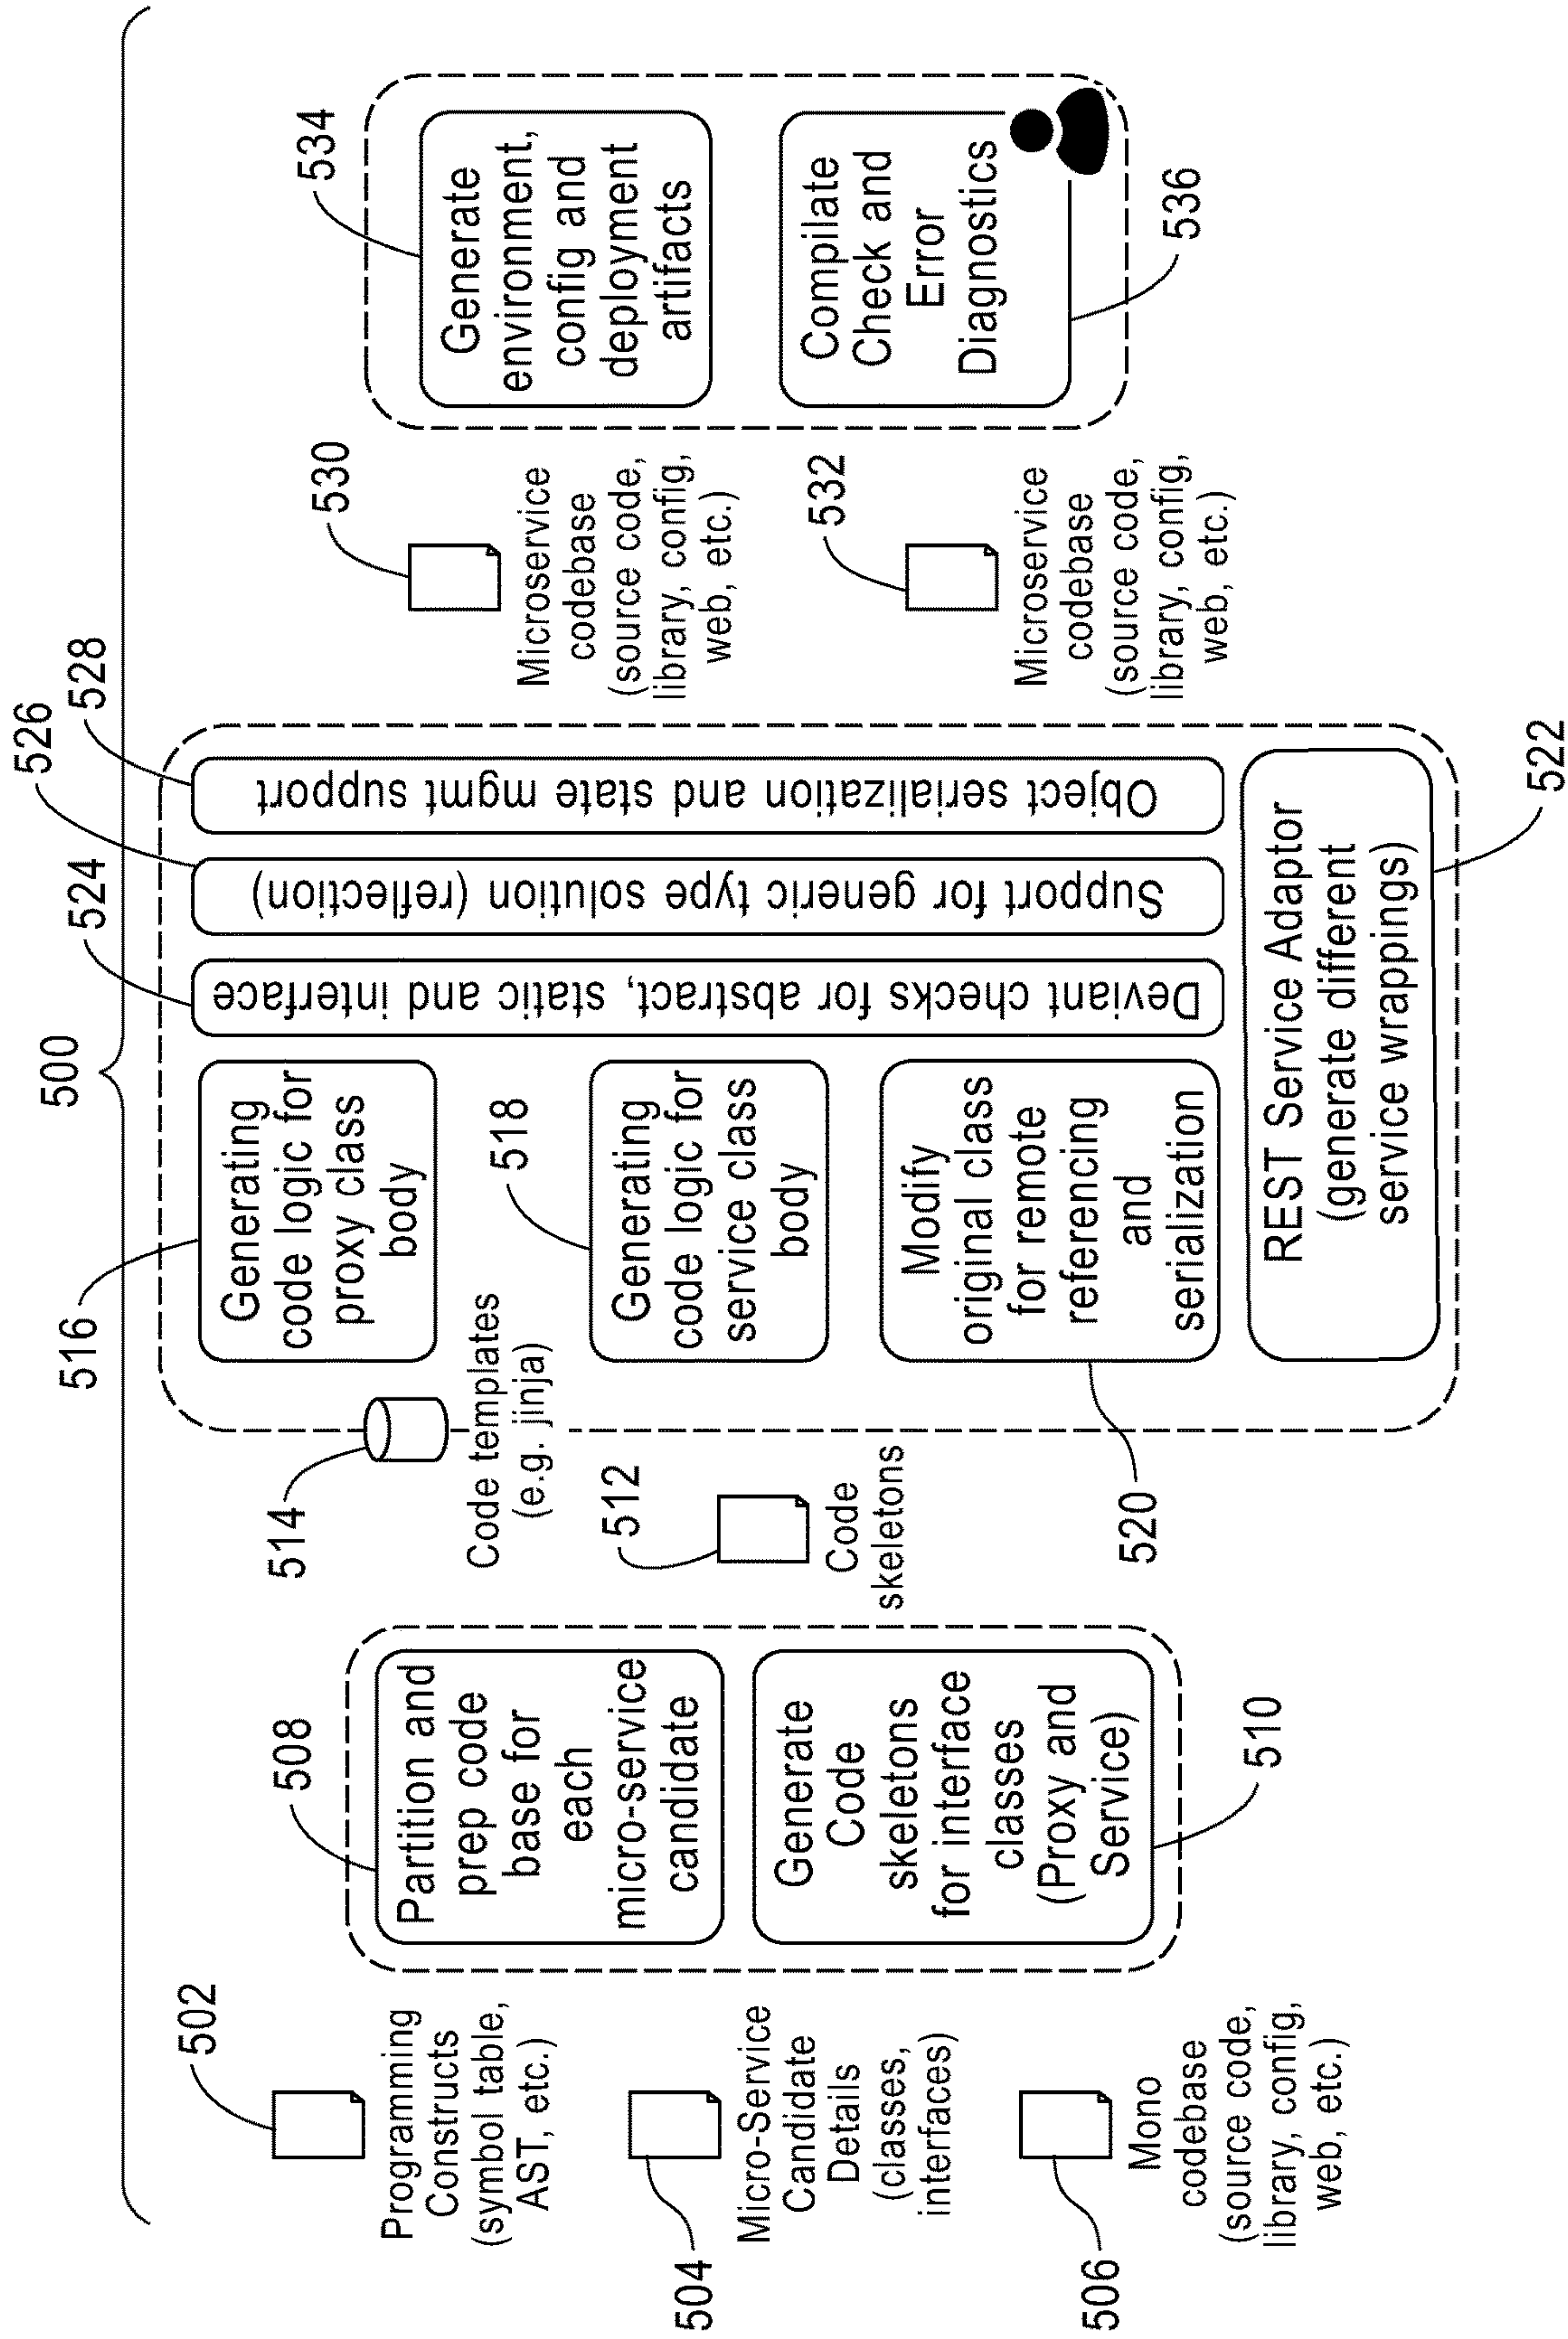 500
502
Programming
Constructs
(symbol table,
AST, etc.)
504
Micro-Service
Candidate
Details
(classes,
interfaces)
506
Mono
codebase
(source code,
library, config,
web, etc.)
508
Partition and
prep code
base for
each
micro-service
candidate
Generate
Code
skeletons
for interface
classes
(Proxy and
Service)
510
514
Code templates
(e.g. jinja)
512
Code
skeletons
516
Generating
code logic for
proxy class
body
518
Generating
code logic for
service class
body
Modify
original class
for remote
referencing
and
serialization
520
524
Deviant checks for abstract, static and interface
526
Support for generic type solution (reflection)
528
Object serialization and state mgmt support
REST Service Adaptor
(generate different
service wrappings)
522
530
Microservice
codebase
(source code,
library, config,
web, etc.)
532
Microservice
codebase
(source code,
library, config,
web, etc.)
534
Generate
environment,
config and
deployment
artifacts
Compilate
Check and
Error
Diagnostics
536